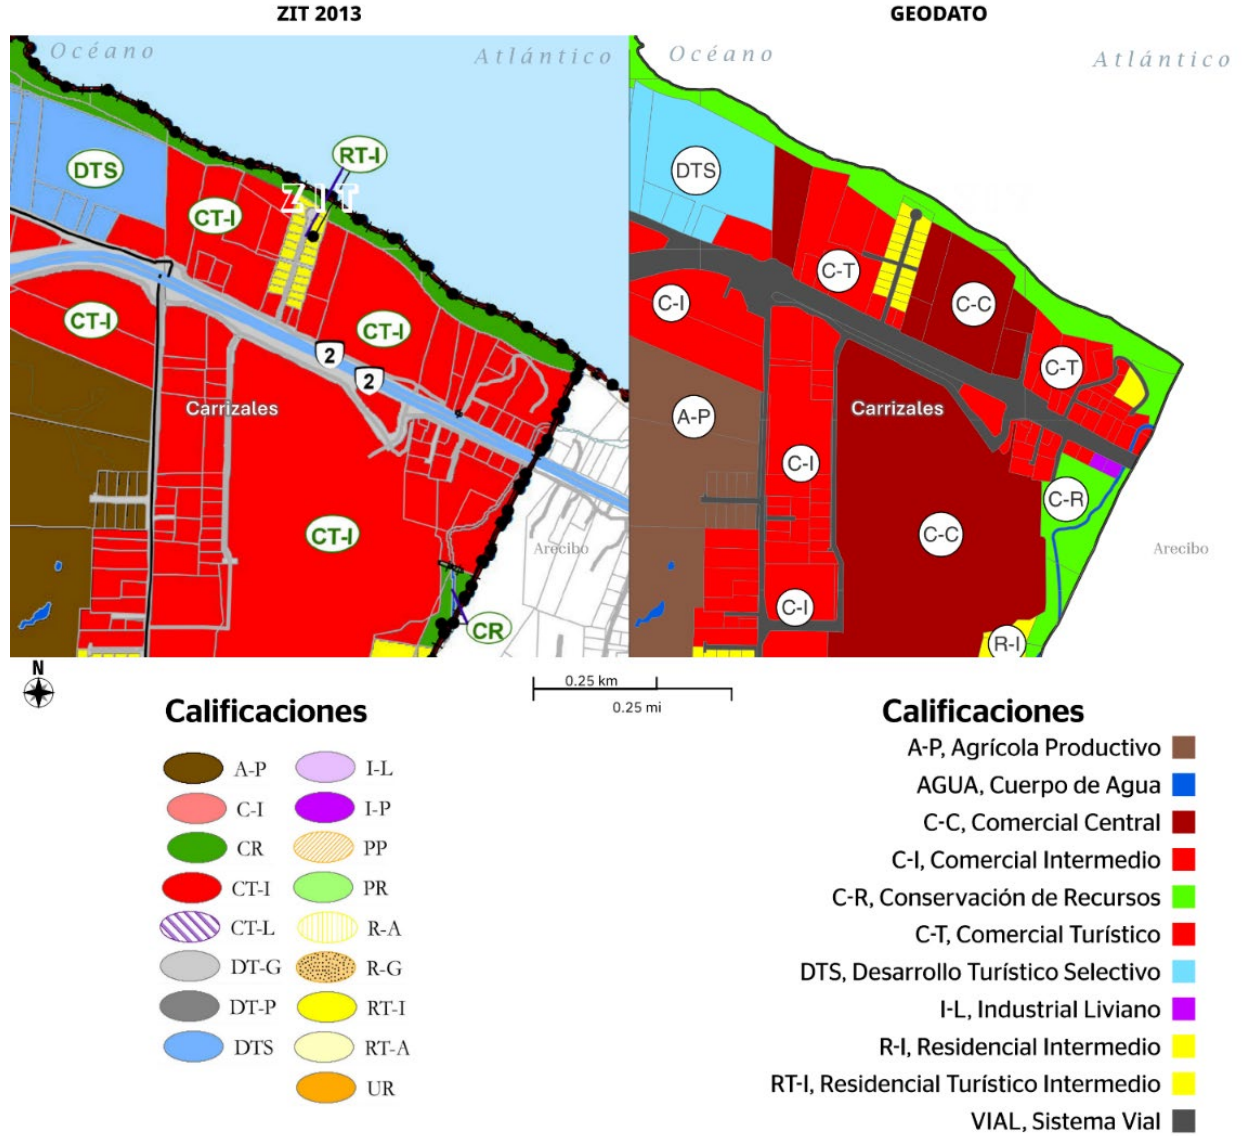 ZIT 2013
GEODATO
Océano
Atlántico
Océano
Atlántico
RT-I
DTS
ZIT
CT-I
CT-I
CT-I
2
2
Carrizales
CT-I
Arecibo
CR
DTS
C-T
C-I
C-C
C-T
A-P
Carrizales
C-I
C-R
C-C
Arecibo
C-I
R-I
N
0.25 km
0.25 mi
Calificaciones
A-P
I-L
C-I
I-P
CR
PP
CT-I
PR
CT-L
R-A
DT-G
R-G
DT-P
RT-I
DTS
RT-A
UR
Calificaciones
A-P, Agrícola Productivo
AGUA, Cuerpo de Agua
C-C, Comercial Central
C-I, Comercial Intermedio
C-R, Conservación de Recursos
C-T, Comercial Turístico
DTS, Desarrollo Turístico Selectivo
I-L, Industrial Liviano
R-I, Residencial Intermedio
RT-I, Residencial Turístico Intermedio
VIAL, Sistema Vial